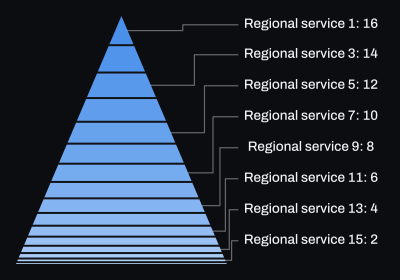 Regional service 1: 16
Regional service 3: 14
Regional service 5: 12
Regional service 7: 10
Regional service 9: 8
Regional service 11: 6
Regional service 13: 4
Regional service 15: 2